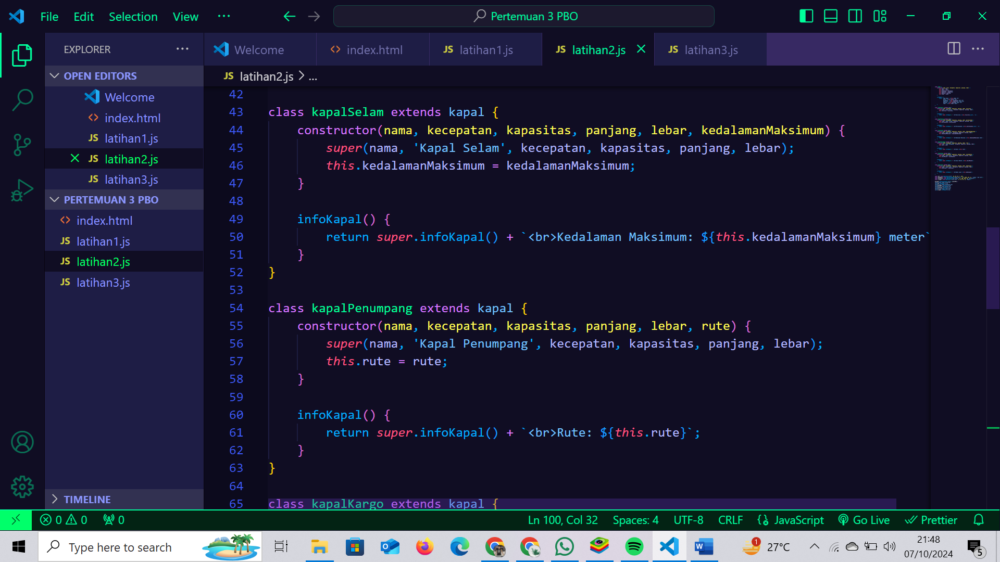 File Edit Selection View ··· Pertemuan 3 PBO
EXPLORER ··· Welcome index.html JS latihan1.js JS latihan2.js JS latihan3.js ···
OPEN EDITORS
JS latihan2.js > ...
Welcome
index.html
JS latihan1.js
JS latihan2.js
JS latihan3.js
PERTEMUAN 3 PBO
index.html
JS latihan1.js
JS latihan2.js
JS latihan3.js
TIMELINE
42
43 class kapalSelam extends kapal {
44 constructor(nama, kecepatan, kapasitas, panjang, lebar, kedalamanMaksimum) {
45 super(nama, 'Kapal Selam', kecepatan, kapasitas, panjang, lebar);
46 this.kedalamanMaksimum = kedalamanMaksimum;
47 }
48
49 infoKapal() {
50 return super.infoKapal() + `<br>Kedalaman Maksimum: ${this.kedalamanMaksimum} meter`
51 }
52 }
53
54 class kapalPenumpang extends kapal {
55 constructor(nama, kecepatan, kapasitas, panjang, lebar, rute) {
56 super(nama, 'Kapal Penumpang', kecepatan, kapasitas, panjang, lebar);
57 this.rute = rute;
58 }
59
60 infoKapal() {
61 return super.infoKapal() + `<br>Rute: ${this.rute}`;
62 }
63 }
64
65 class kapalKargo extends kapal {
0 0 0 Ln 100, Col 32 Spaces: 4 UTF-8 CRLF JavaScript Go Live Prettier
Type here to search 1 27°C 21:48
07/10/2024 5